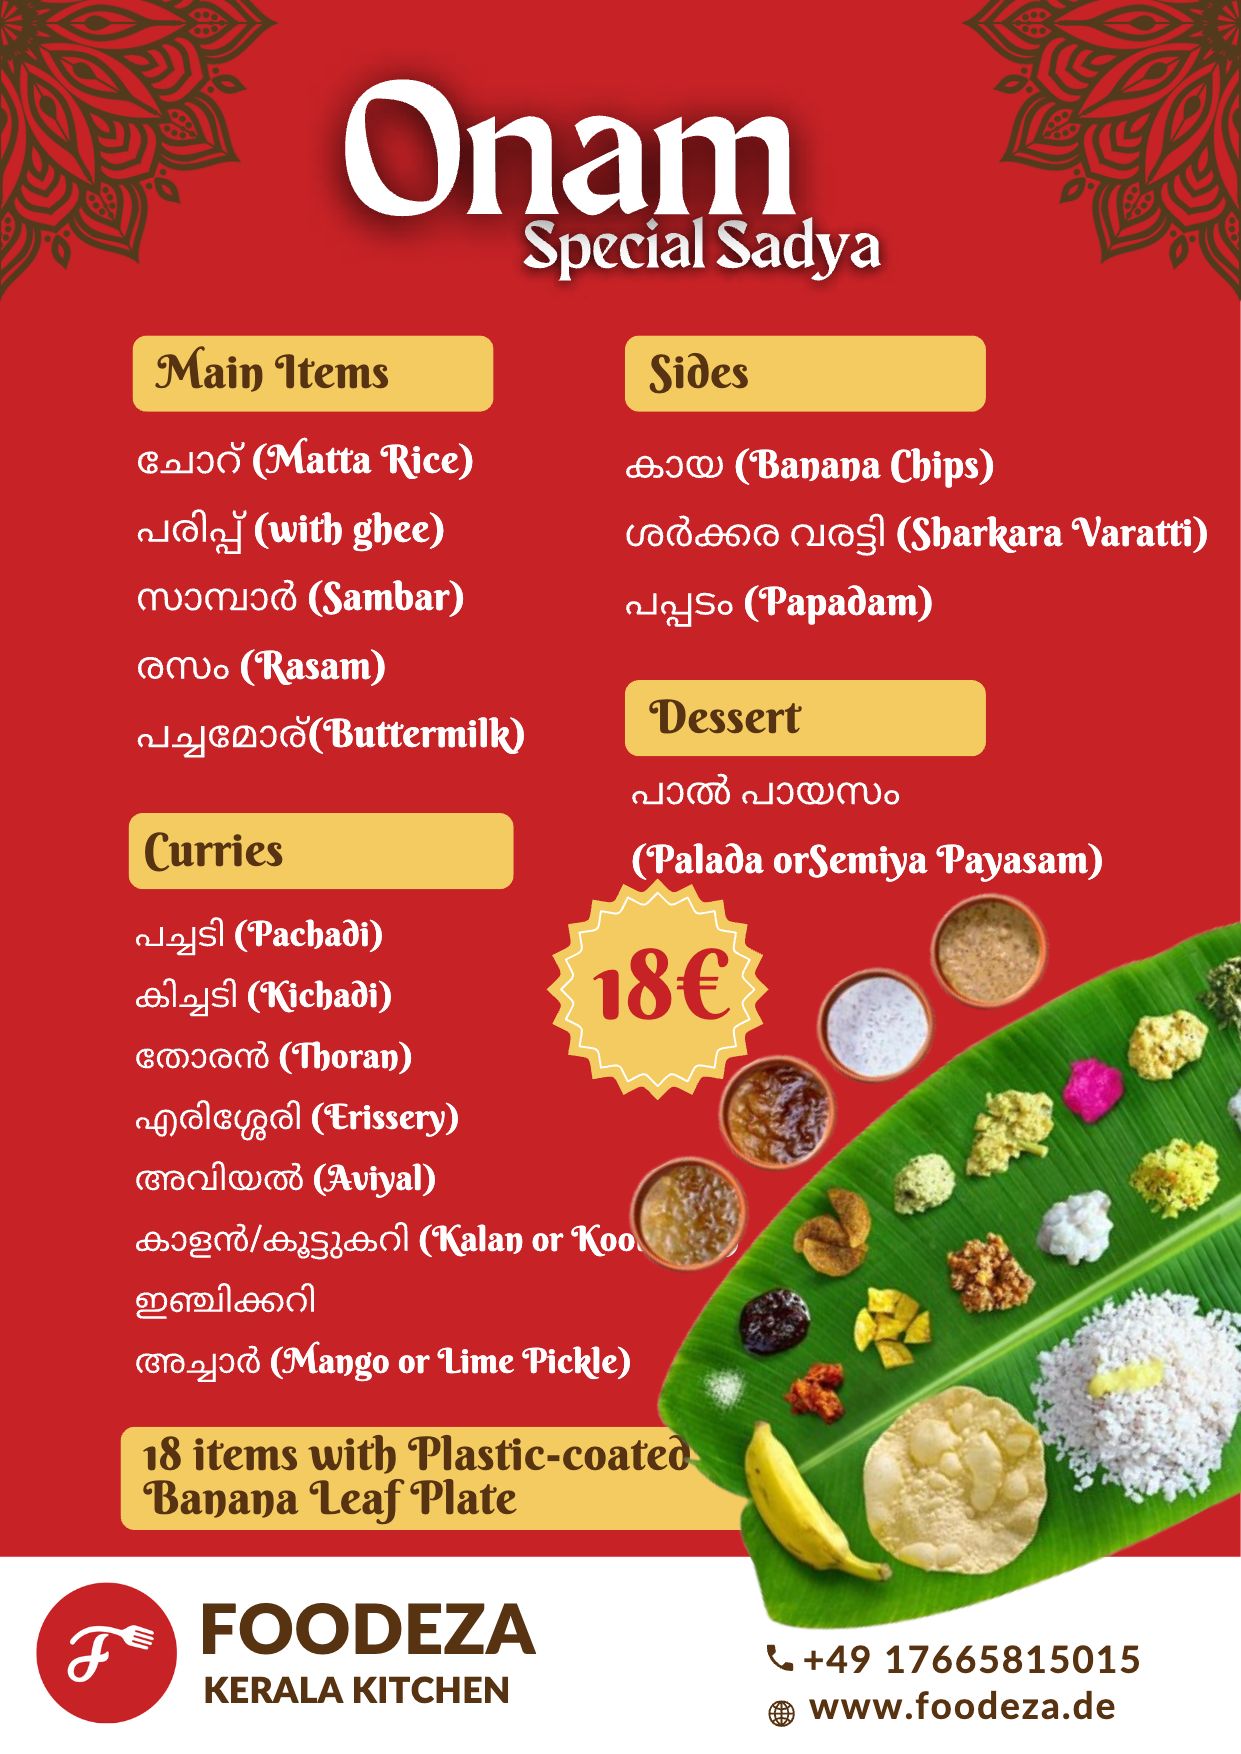 Onam
Special Sadya
Main Items
ചോറ് (Matta Rice)
പരിപ്പ് (with ghee)
സാമ്പാർ (Sambar)
രസം (Rasam)
പച്ചമോര്(Buttermilk)
Curries
പച്ചടി (Pachadi)
കിച്ചടി (Kichadi)
തോരൻ (Thoran)
എരിശ്ശേരി (Erissery)
അവിയൽ (Aviyal)
കാളൻ/കൂട്ടുകറി (Kalan or
ഇഞ്ചിക്കറി
അച്ചാർ (Mango or Lime Pickle)
18 items with Plastic-coated
Banana Leaf Plate
Sides
കായ (Banana Chips)
ശർക്കര വരട്ടി (Sharkara Varatti)
പപ്പടം (Papadam)
Dessert
പാൽ പായസം
(Palada orSemiya Payasam)
18€
FOODEZA
KERALA KITCHEN
+49 17665815015
www.foodeza.de